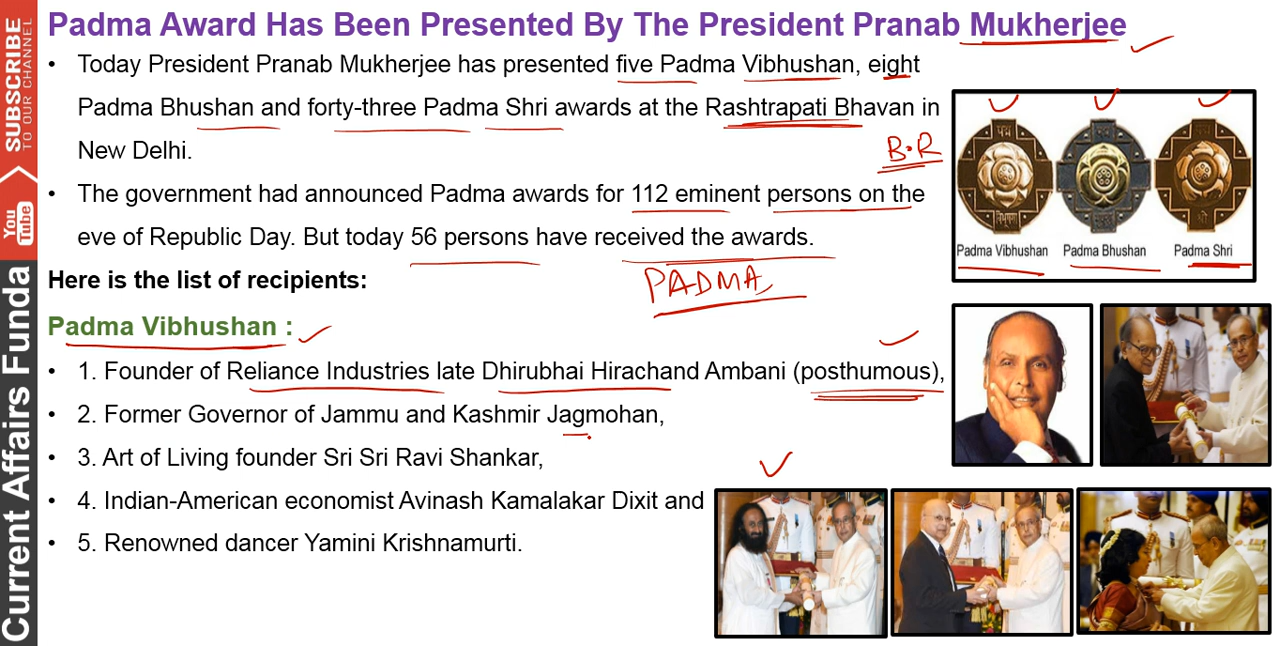 Padma Award Has Been Presented By The President Pranab Mukherjee
• Today President Pranab Mukherjee has presented five Padma Vibhushan, eight
Padma Bhushan and forty-three Padma Shri awards at the Rashtrapati Bhavan in
New Delhi.
B.R
• The government had announced Padma awards for 112 eminent persons on the
eve of Republic Day. But today 56 persons have received the awards.
Here is the list of recipients:
PADMA
Padma Vibhushan :
• 1. Founder of Reliance Industries late Dhirubhai Hirachand Ambani (posthumous),
• 2. Former Governor of Jammu and Kashmir Jagmohan,
• 3. Art of Living founder Sri Sri Ravi Shankar,
• 4. Indian-American economist Avinash Kamalakar Dixit and
• 5. Renowned dancer Yamini Krishnamurti.
पद्म
विभूषण
Padma Vibhushan
Padma Bhushan
Padma Shri
SUBSCRIBE
TO OUR CHANNEL
You
Tube
Current Affairs Funda